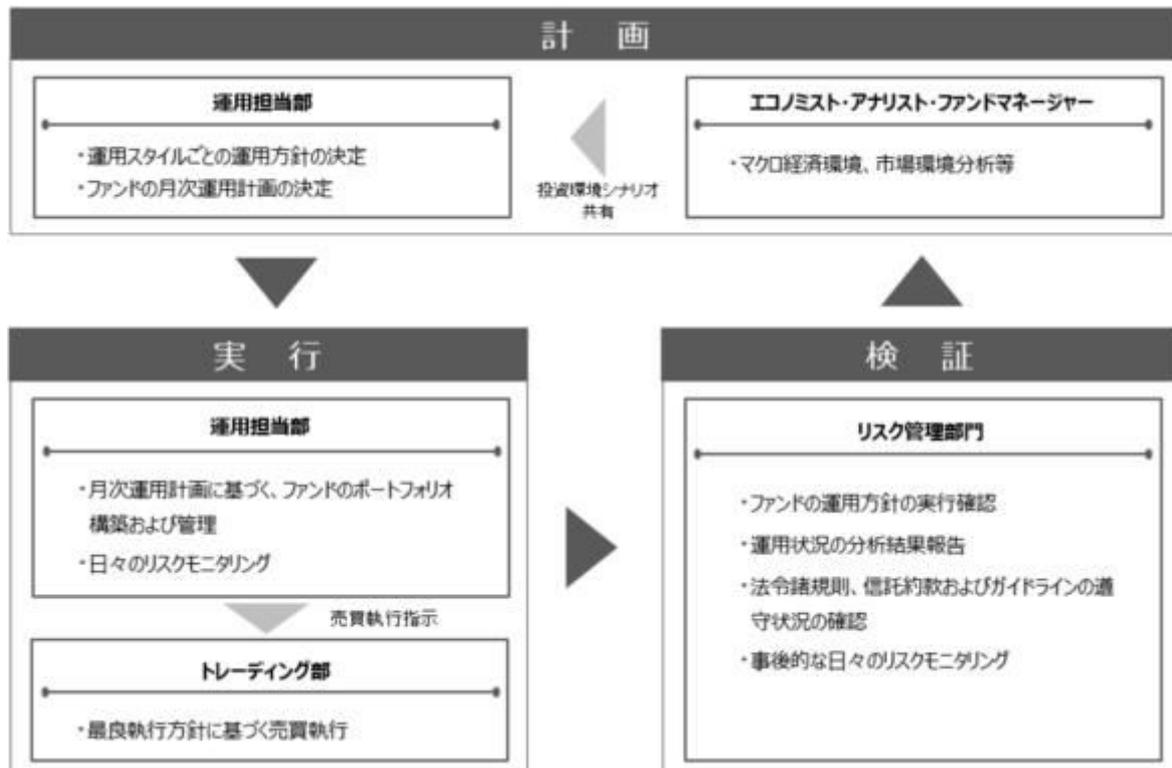 計 画
運用担当部
・運用スタイルごとの運用方針の決定
・ファンドの月次運用計画の決定
投資環境シナリオ
共有
エコノミスト・アナリスト・ファンドマネージャー
・マクロ経済環境、市場環境分析等
実 行
運用担当部
・月次運用計画に基づく、ファンドのポートフォリオ
構築および管理
・日々のリスクモニタリング
売買執行指示
トレーディング部
・最良執行方針に基づく売買執行
検 証
リスク管理部門
・ファンドの運用方針の実行確認
・運用状況の分析結果報告
・法令諸規則、信託約款およびガイドラインの遵
守状況の確認
・事後的な日々のリスクモニタリング